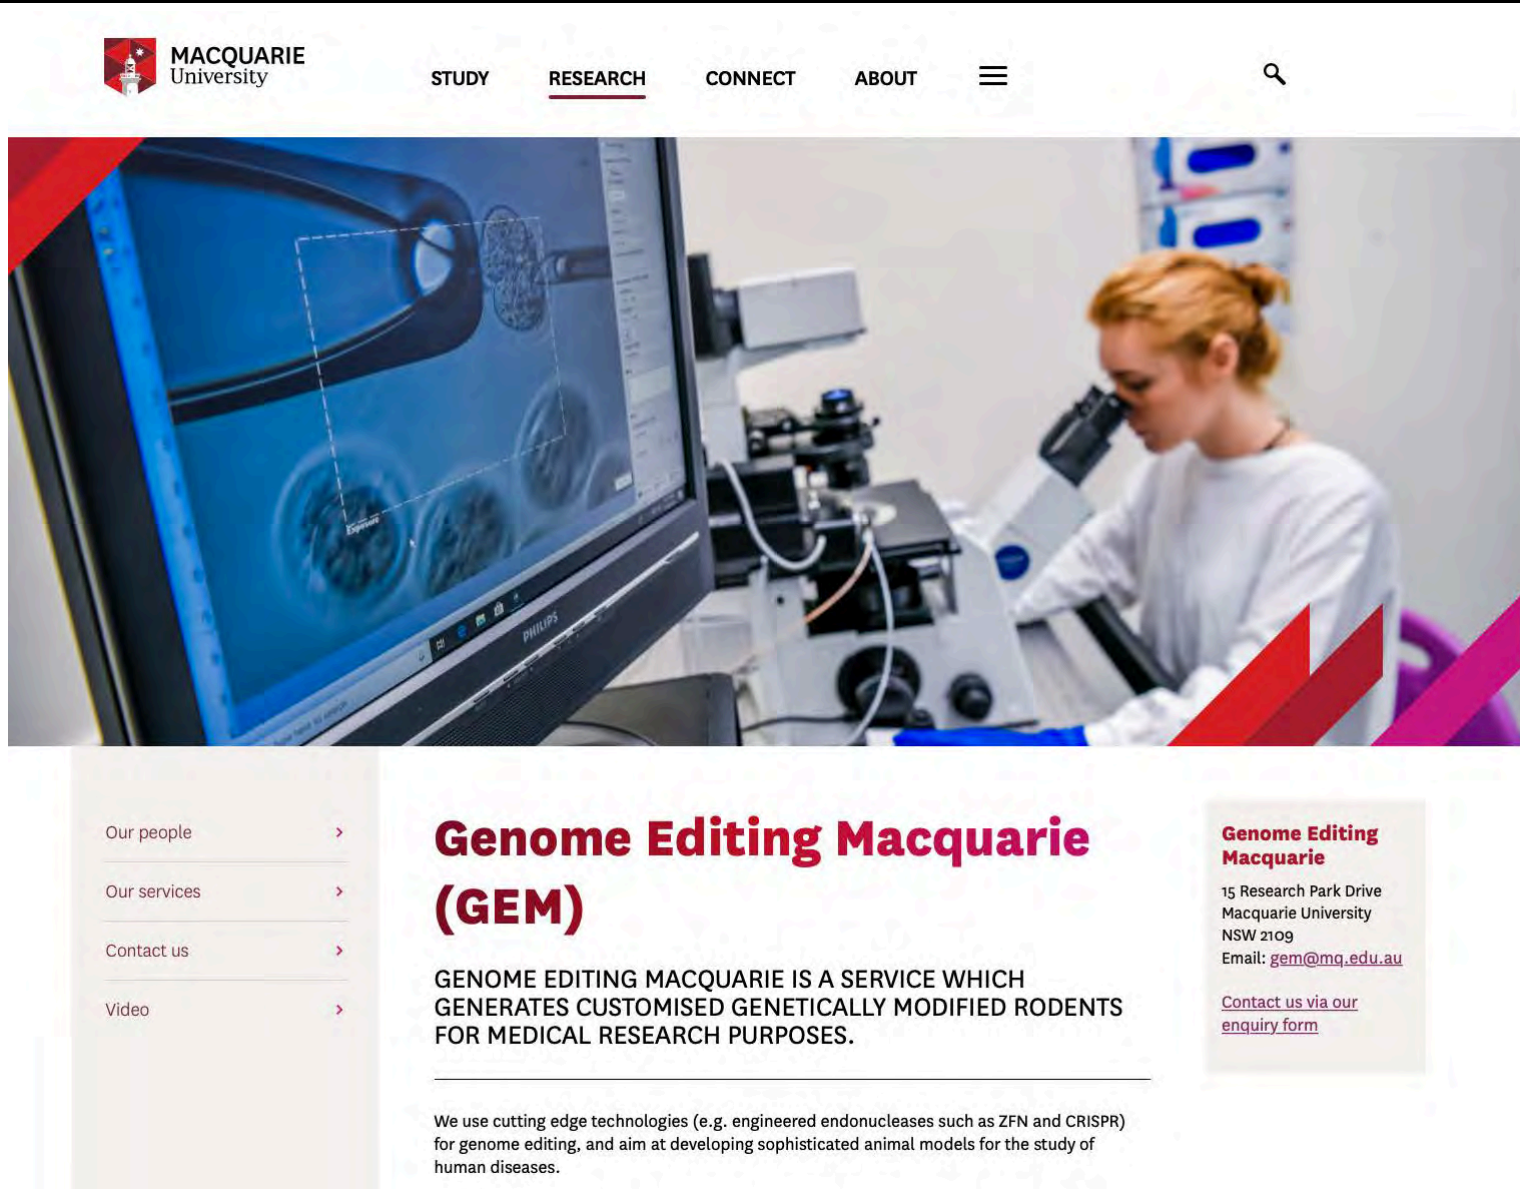 MACQUARIE
University
STUDY
RESEARCH
CONNECT
ABOUT
Exposure
PHILIPS
Our people
Our services
Contact us
Video
Genome Editing Macquarie
(GEM)
GENOME EDITING MACQUARIE IS A SERVICE WHICH
GENERATES CUSTOMISED GENETICALLY MODIFIED RODENTS
FOR MEDICAL RESEARCH PURPOSES.
We use cutting edge technologies (e.g. engineered endonucleases such as ZFN and CRISPR)
for genome editing, and aim at developing sophisticated animal models for the study of
human diseases.
Genome Editing
Macquarie
15 Research Park Drive
Macquarie University
NSW 2109
Email: gem@mq.edu.au
Contact us via our
enquiry form